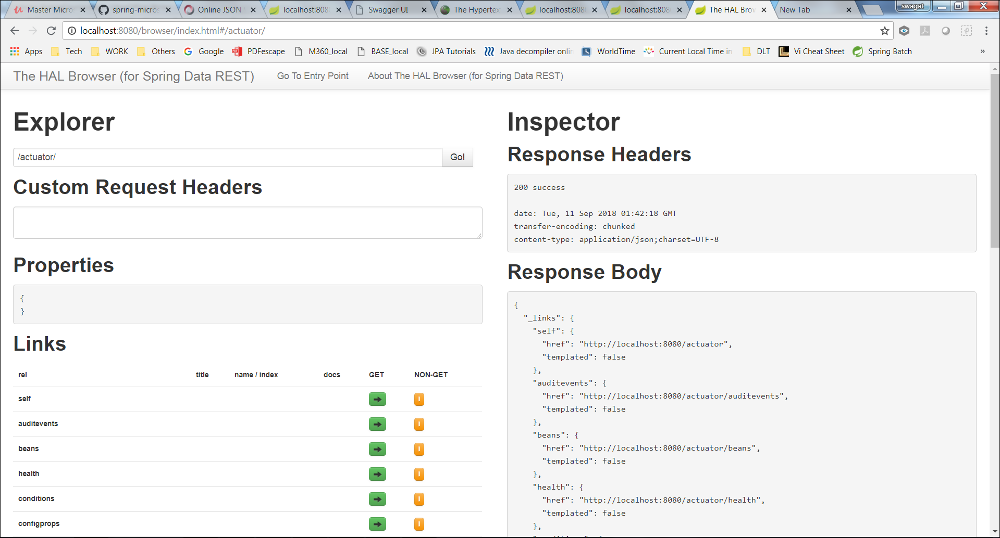 Master Micro
spring-micros
Online JSON
localhost:808
Swagger UI
The Hypertex
localhost:808
localhost:808
The HAL Brow
New Tab
swagat
localhost:8080/browser/index.html#/actuator/
Apps
Tech
WORK
Others
Google
PDFescape
M360_local
BASE_local
JPA Tutorials
Java decompiler onlin
WorldTime
Current Local Time in
DLT
Vi Cheat Sheet
Spring Batch
»
The HAL Browser (for Spring Data REST)
Go To Entry Point
About The HAL Browser (for Spring Data REST)
Explorer
/actuator/
Go!
Custom Request Headers
Properties
{
}
Links
rel title name / index docs GET NON-GET
self !
auditevents !
beans !
health !
conditions !
configprops !
Inspector
Response Headers
200 success
date: Tue, 11 Sep 2018 01:42:18 GMT
transfer-encoding: chunked
content-type: application/json;charset=UTF-8
Response Body
{
"_links": {
"self": {
"href": "http://localhost:8080/actuator",
"templated": false
},
"auditevents": {
"href": "http://localhost:8080/actuator/auditevents",
"templated": false
},
"beans": {
"href": "http://localhost:8080/actuator/beans",
"templated": false
},
"health": {
"href": "http://localhost:8080/actuator/health",
"templated": false
},